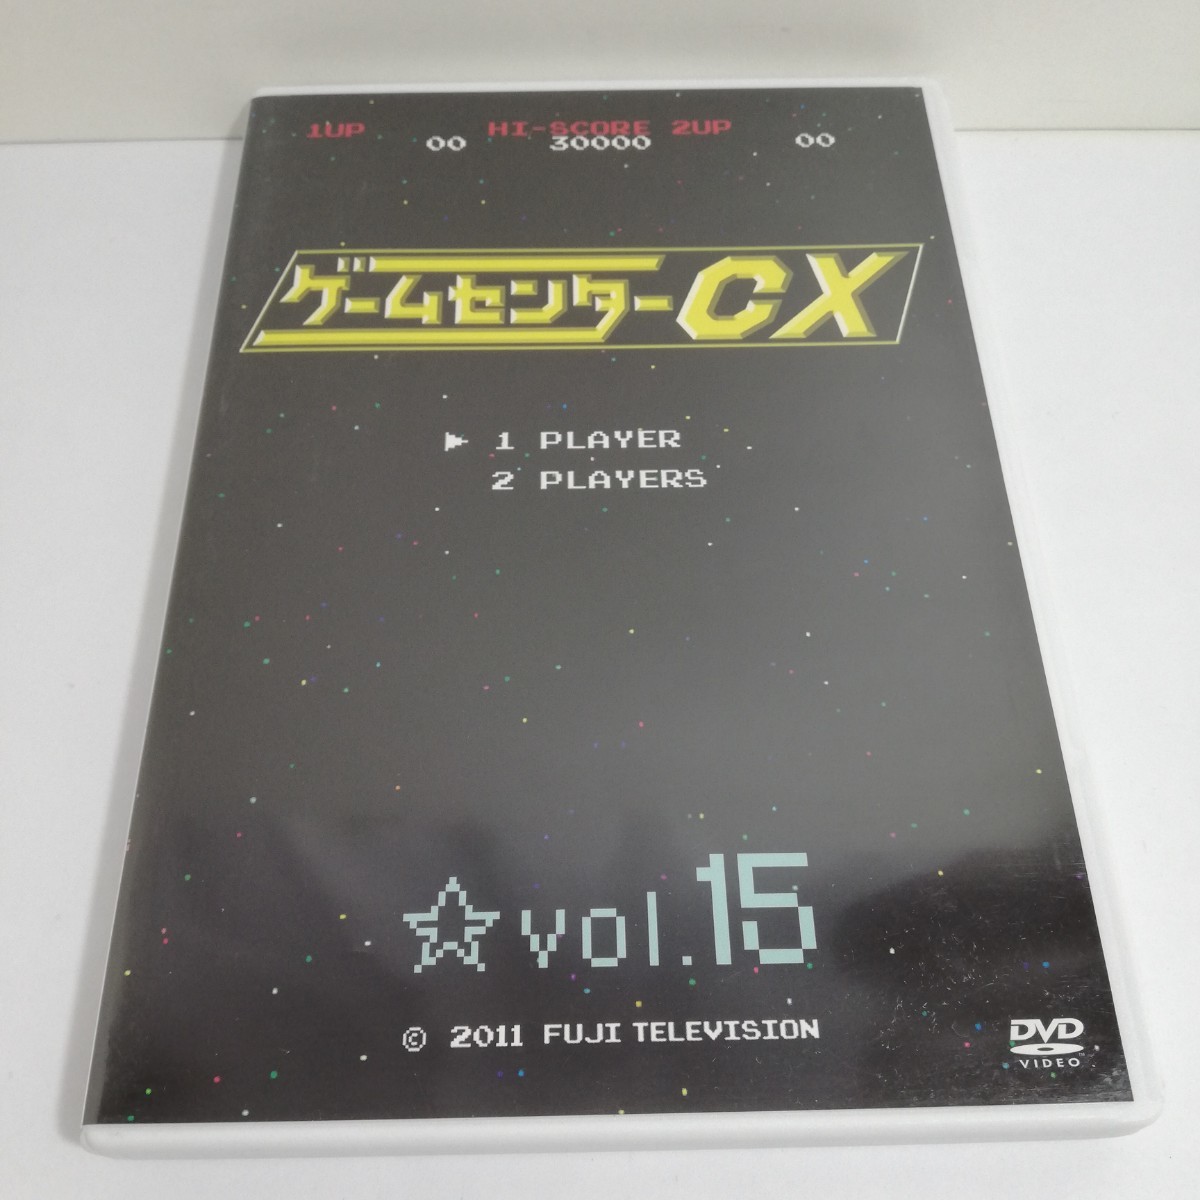 1UP HI-SCORE 2UP
00 30000 00
ゲームセンターCX
1 PLAYER
2 PLAYERS
vol.15
© 2011 FUJI TELEVISION
DVD
VIDEO